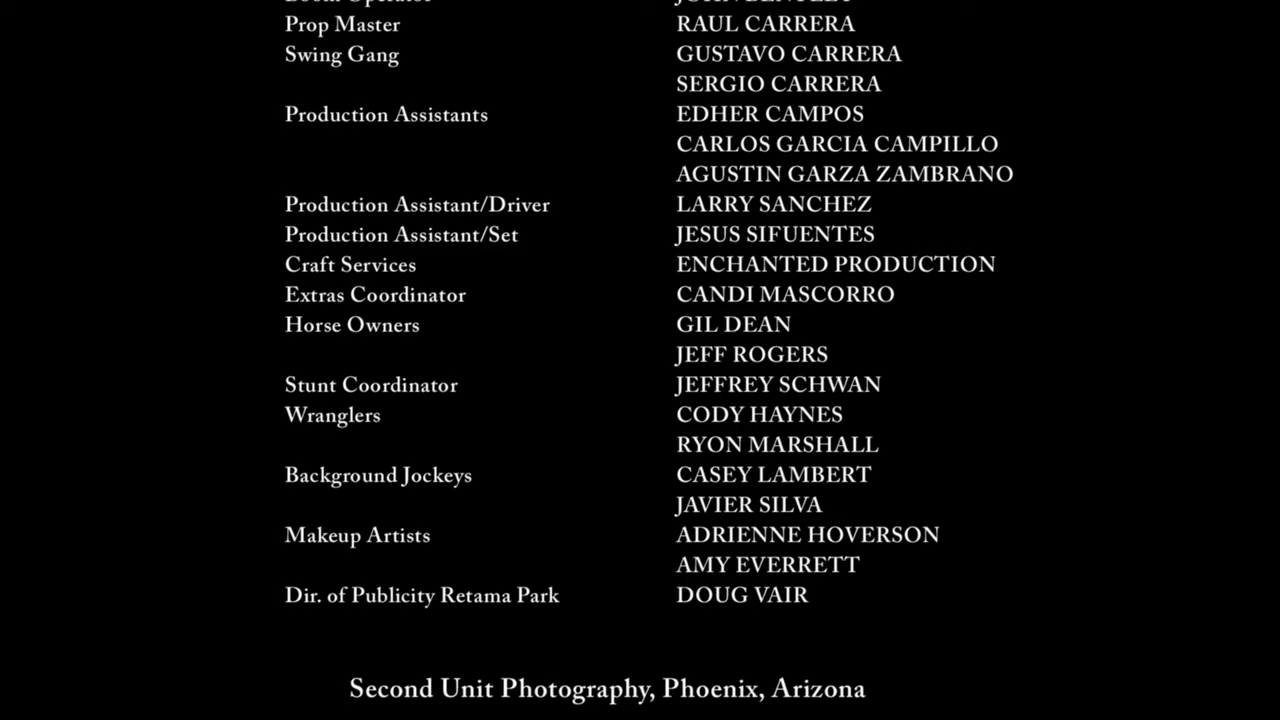 Prop Master RAUL CARRERA
Swing Gang GUSTAVO CARRERA
SERGIO CARRERA
Production Assistants EDHER CAMPOS
CARLOS GARCIA CAMPILLO
AGUSTIN GARZA ZAMBRANO
Production Assistant/Driver LARRY SANCHEZ
Production Assistant/Set JESUS SIFUENTES
Craft Services ENCHANTED PRODUCTION
Extras Coordinator CANDI MASCORRO
Horse Owners GIL DEAN
JEFF ROGERS
Stunt Coordinator JEFFREY SCHWAN
Wranglers CODY HAYNES
RYON MARSHALL
Background Jockeys CASEY LAMBERT
JAVIER SILVA
Makeup Artists ADRIENNE HOVERSON
AMY EVERRETT
Dir. of Publicity Retama Park DOUG VAIR
Second Unit Photography, Phoenix, Arizona